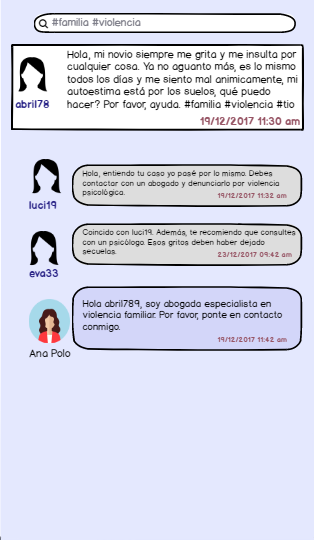 #familia #violencia
Hola, mi novio siempre me grita y me insulta por
cualquier cosa. Ya no aguanto más, es lo mismo
todos los días y me siento mal animicamente, mi
autoestima está por los suelos, qué puedo
hacer? Por favor, ayuda. #familia #violencia #tio
abril78
19/12/2017 11:30 am
Hola, entiendo tu caso yo pasé por lo mismo. Debes
contactar con un abogado y denunciarlo por violencia
psicológica.
19/12/2017 11:32 am
luci19
Coincido con luci19. Además, te recomiendo que consultes
con un psicólogo. Esos gritos deben haber dejado
secuelas.
23/12/2017 09:42 am
eva33
Hola abril789, soy abogada especialista en
violencia familiar. Por favor, ponte en contacto
conmigo.
19/12/2017 11:42 am
Ana Polo